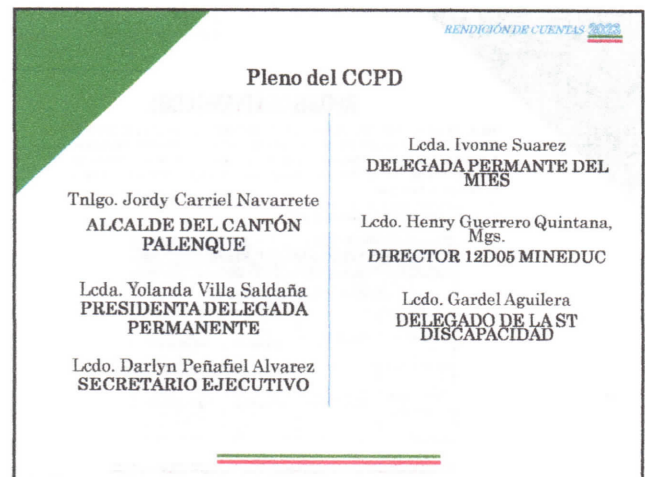 RENDICIÓN DE CUENTAS 2023
Pleno del CCPD
Tnlgo. Jordy Carriel Navarrete
ALCALDE DEL CANTÓN
PALENQUE
Lcda. Yolanda Villa Saldaña
PRESIDENTA DELEGADA
PERMANENTE
Lcdo. Darlyn Peñafiel Alvarez
SECRETARIO EJECUTIVO
Lcda. Ivonne Suarez
DELEGADA PERMANTE DEL
MIES
Lcdo. Henry Guerrero Quintana,
Mgs.
DIRECTOR 12D05 MINEDUC
Lcdo. Gardel Aguilera
DELEGADO DE LA ST
DISCAPACIDAD